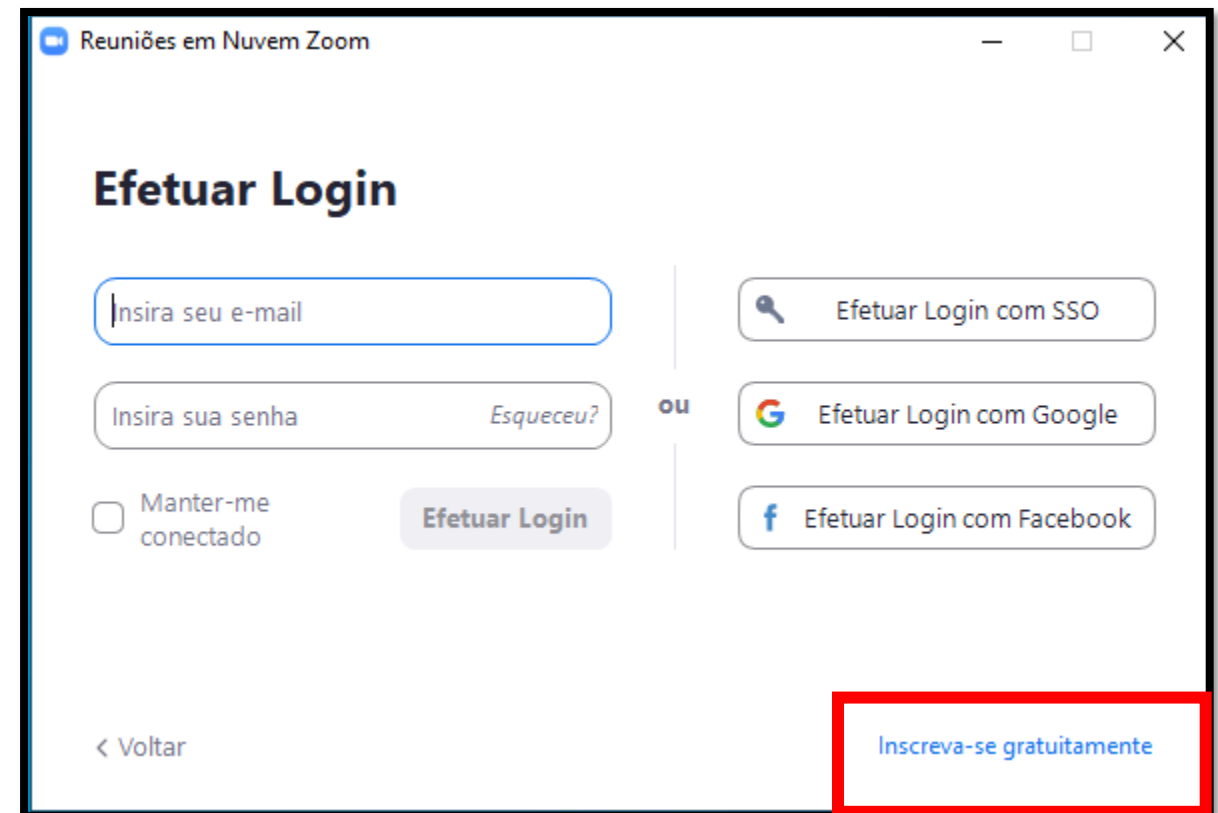 Reuniões em Nuvem Zoom
Efetuar Login
Insira seu e-mail
Insira sua senha Esqueceu?
Manter-me
conectado
Efetuar Login
ou
Efetuar Login com SSO
Efetuar Login com Google
Efetuar Login com Facebook
< Voltar
Inscreva-se gratuitamente